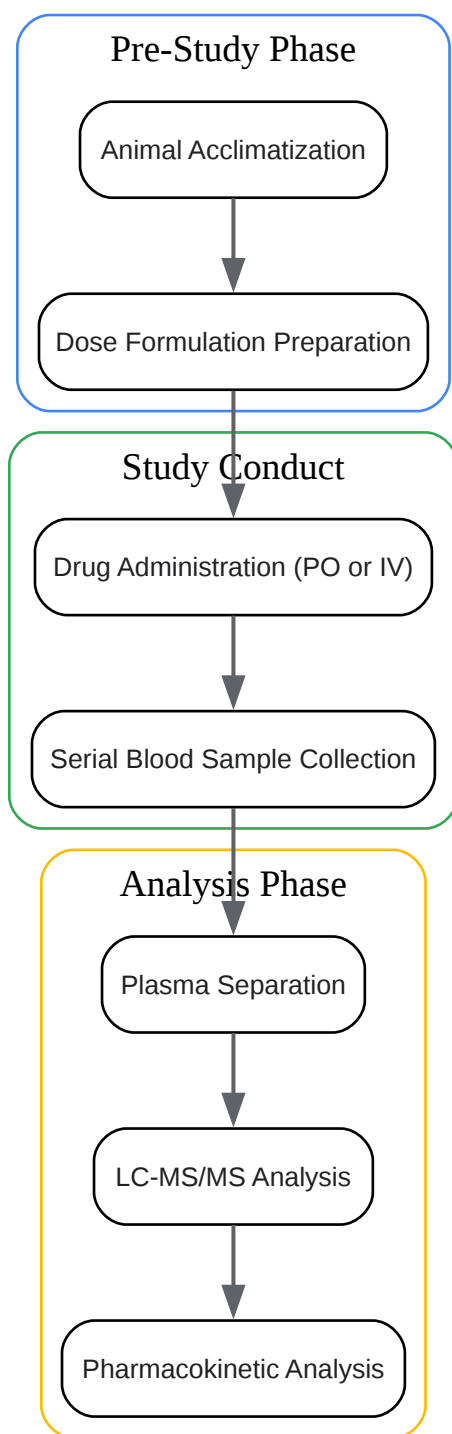 Pre-Study Phase
Animal Acclimatization
Dose Formulation Preparation
Study Conduct
Drug Administration (PO or IV)
Serial Blood Sample Collection
Analysis Phase
Plasma Separation
LC-MS/MS Analysis
Pharmacokinetic Analysis